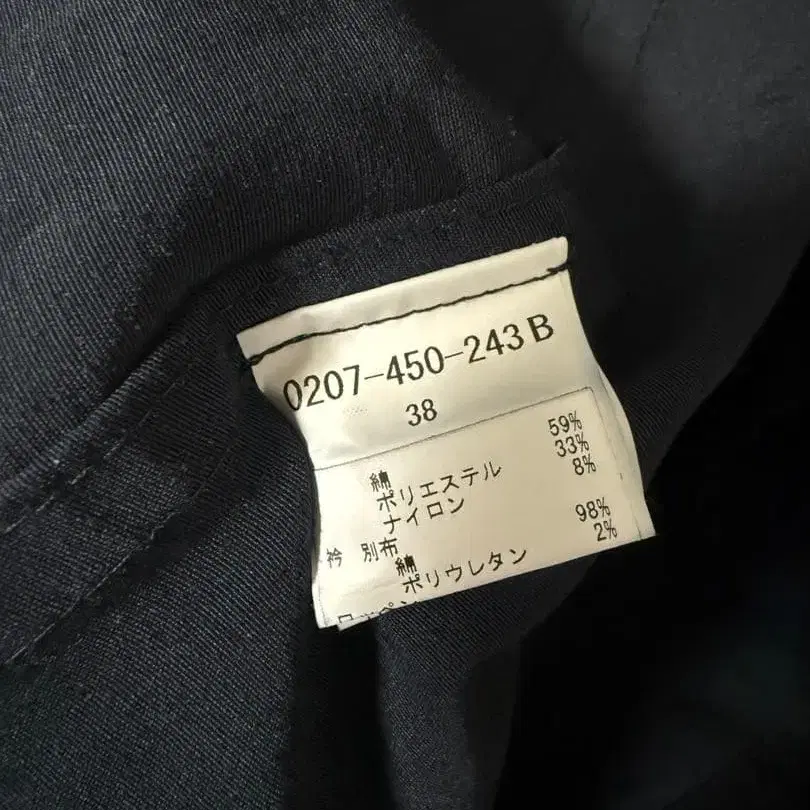 0207-450-243B
38
綿 59%
ポリエステル 33%
ナイロン 8%
衿 別布
綿 98%
ポリウレタン 2%